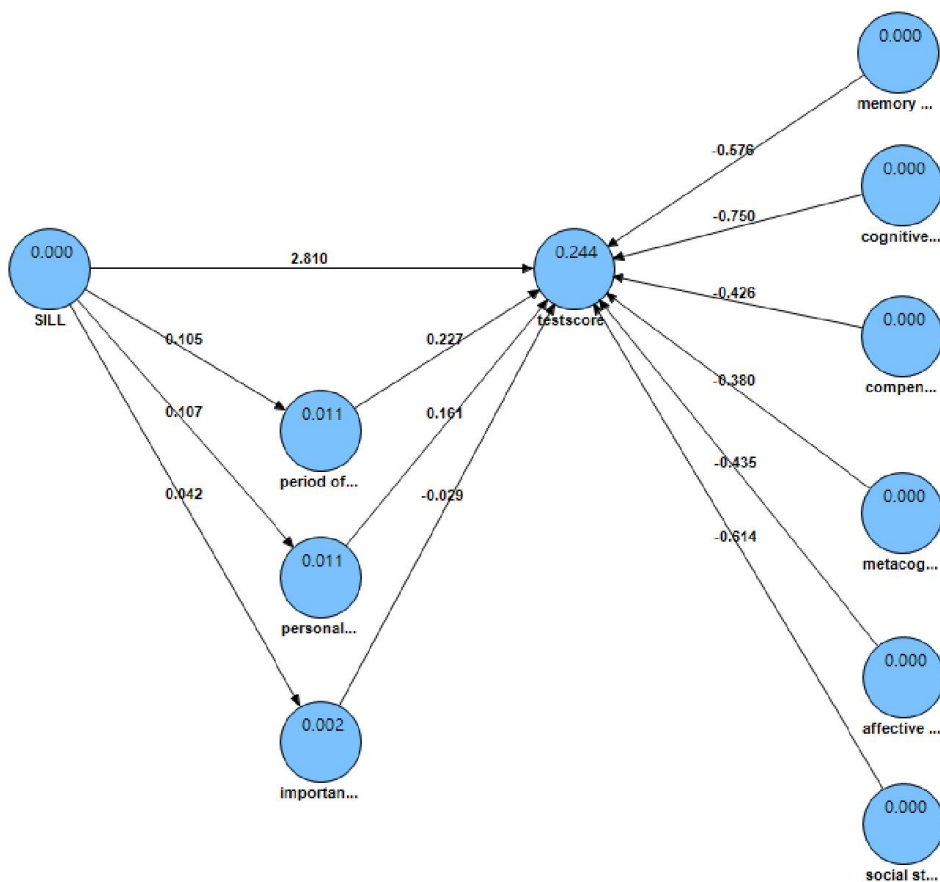 0.000
memory ...
-0.576
0.000
cognitive...
-0.750
0.000
SILL
2.810
0.244
testscore
-0.426
0.000
compen...
0.105
0.227
-0.380
0.011
period of...
0.107
0.161
-0.435
0.042
-0.029
0.000
metacog...
-0.614
0.011
personal...
0.000
affective ...
0.002
importan...
0.000
social st...